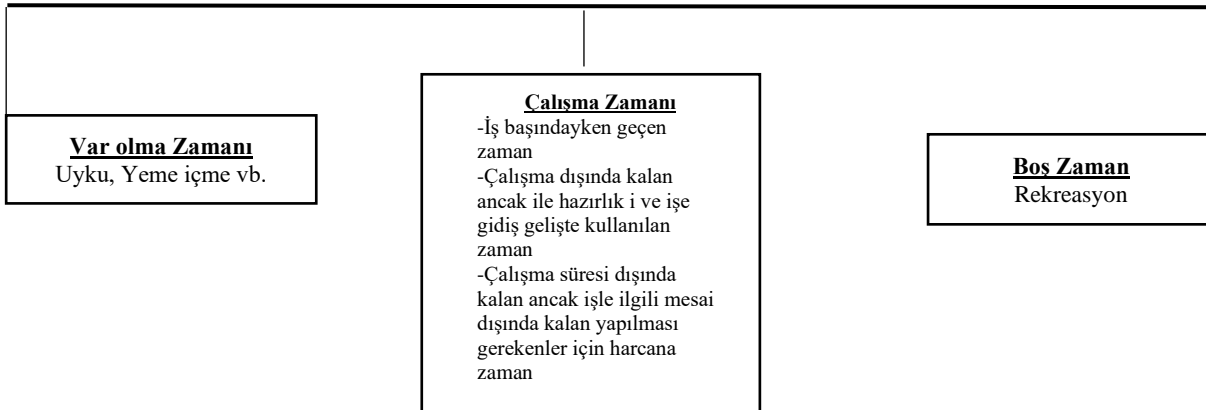 Var olma Zamanı
Uyku, Yeme içme vb.
Çalışma Zamanı
-İş başındayken geçen
zaman
-Çalışma dışında kalan
ancak ile hazırlık i ve işe
gidiş gelişte kullanılan
zaman
-Çalışma süresi dışında
kalan ancak işle ilgili mesai
dışında kalan yapılması
gerekenler için harcana
zaman
Boş Zaman
Rekreasyon